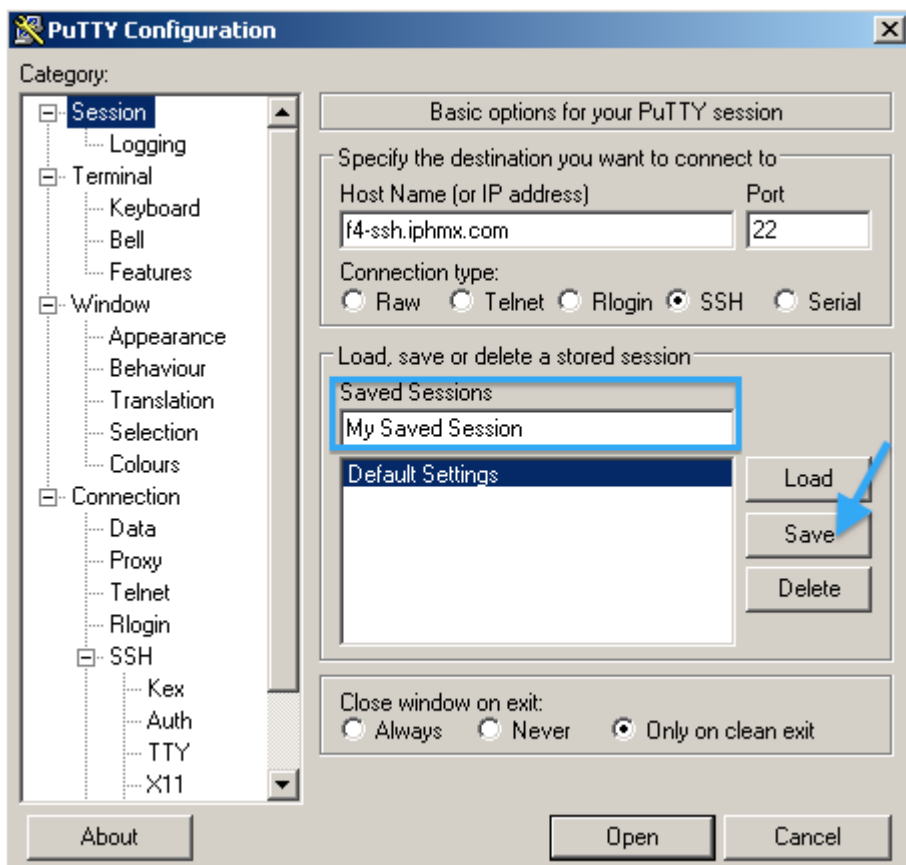 PuTTY Configuration
Category:
Session
Logging
Terminal
Keyboard
Bell
Features
Window
Appearance
Behaviour
Translation
Selection
Colours
Connection
Data
Proxy
Telnet
Rlogin
SSH
Kex
Auth
TTY
X11
Basic options for your PuTTY session
Specify the destination you want to connect to
Host Name (or IP address) Port
f4-ssh.iphmx.com 22
Connection type:
Raw Telnet Rlogin SSH Serial
Load, save or delete a stored session
Saved Sessions
My Saved Session
Default Settings
Load
Save
Delete
Close window on exit:
Always Never Only on clean exit
About Open Cancel